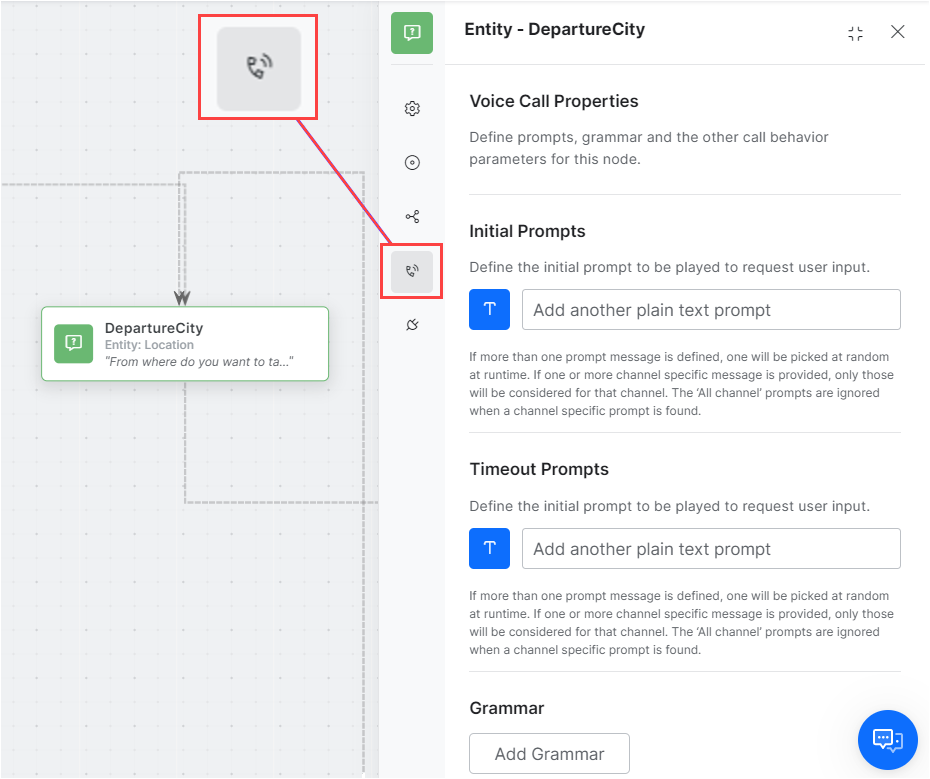 Entity - DepartureCity
Voice Call Properties
Define prompts, grammar and the other call behavior
parameters for this node.
Initial Prompts
Define the initial prompt to be played to request user input.
T
Add another plain text prompt
If more than one prompt message is defined, one will be picked at random
at runtime. If one or more channel specific message is provided, only those
will be considered for that channel. The ‘All channel’ prompts are ignored
when a channel specific prompt is found.
Timeout Prompts
Define the initial prompt to be played to request user input.
T
Add another plain text prompt
If more than one prompt message is defined, one will be picked at random
at runtime. If one or more channel specific message is provided, only those
will be considered for that channel. The ‘All channel’ prompts are ignored
when a channel specific prompt is found.
Grammar
Add Grammar
DepartureCity
Entity: Location
"From where do you want to ta..."